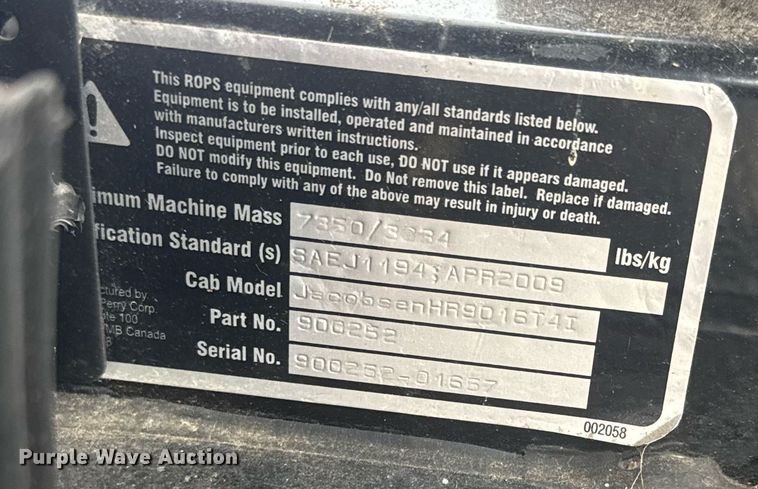 This ROPS equipment complies with any/all standards listed below.
Equipment is to be installed, operated and maintained in accordance
with manufacturers written instructions.
Inspect equipment prior to each use, DO NOT use if it appears damaged.
DO NOT modify this equipment. Do not remove this label. Replace if damaged.
Failure to comply with any of the above may result in injury or death.
imum Machine Mass 7350/3334 lbs/kg
fication Standard (s) SAEJ1194;APR2009
Cab Model JacobsenHR9016T4I
Part No. 900252
Serial No. 900252-01657
ctured by
Perry Corp.
te 100
MB Canada
8
002058
Purple Wave Auction